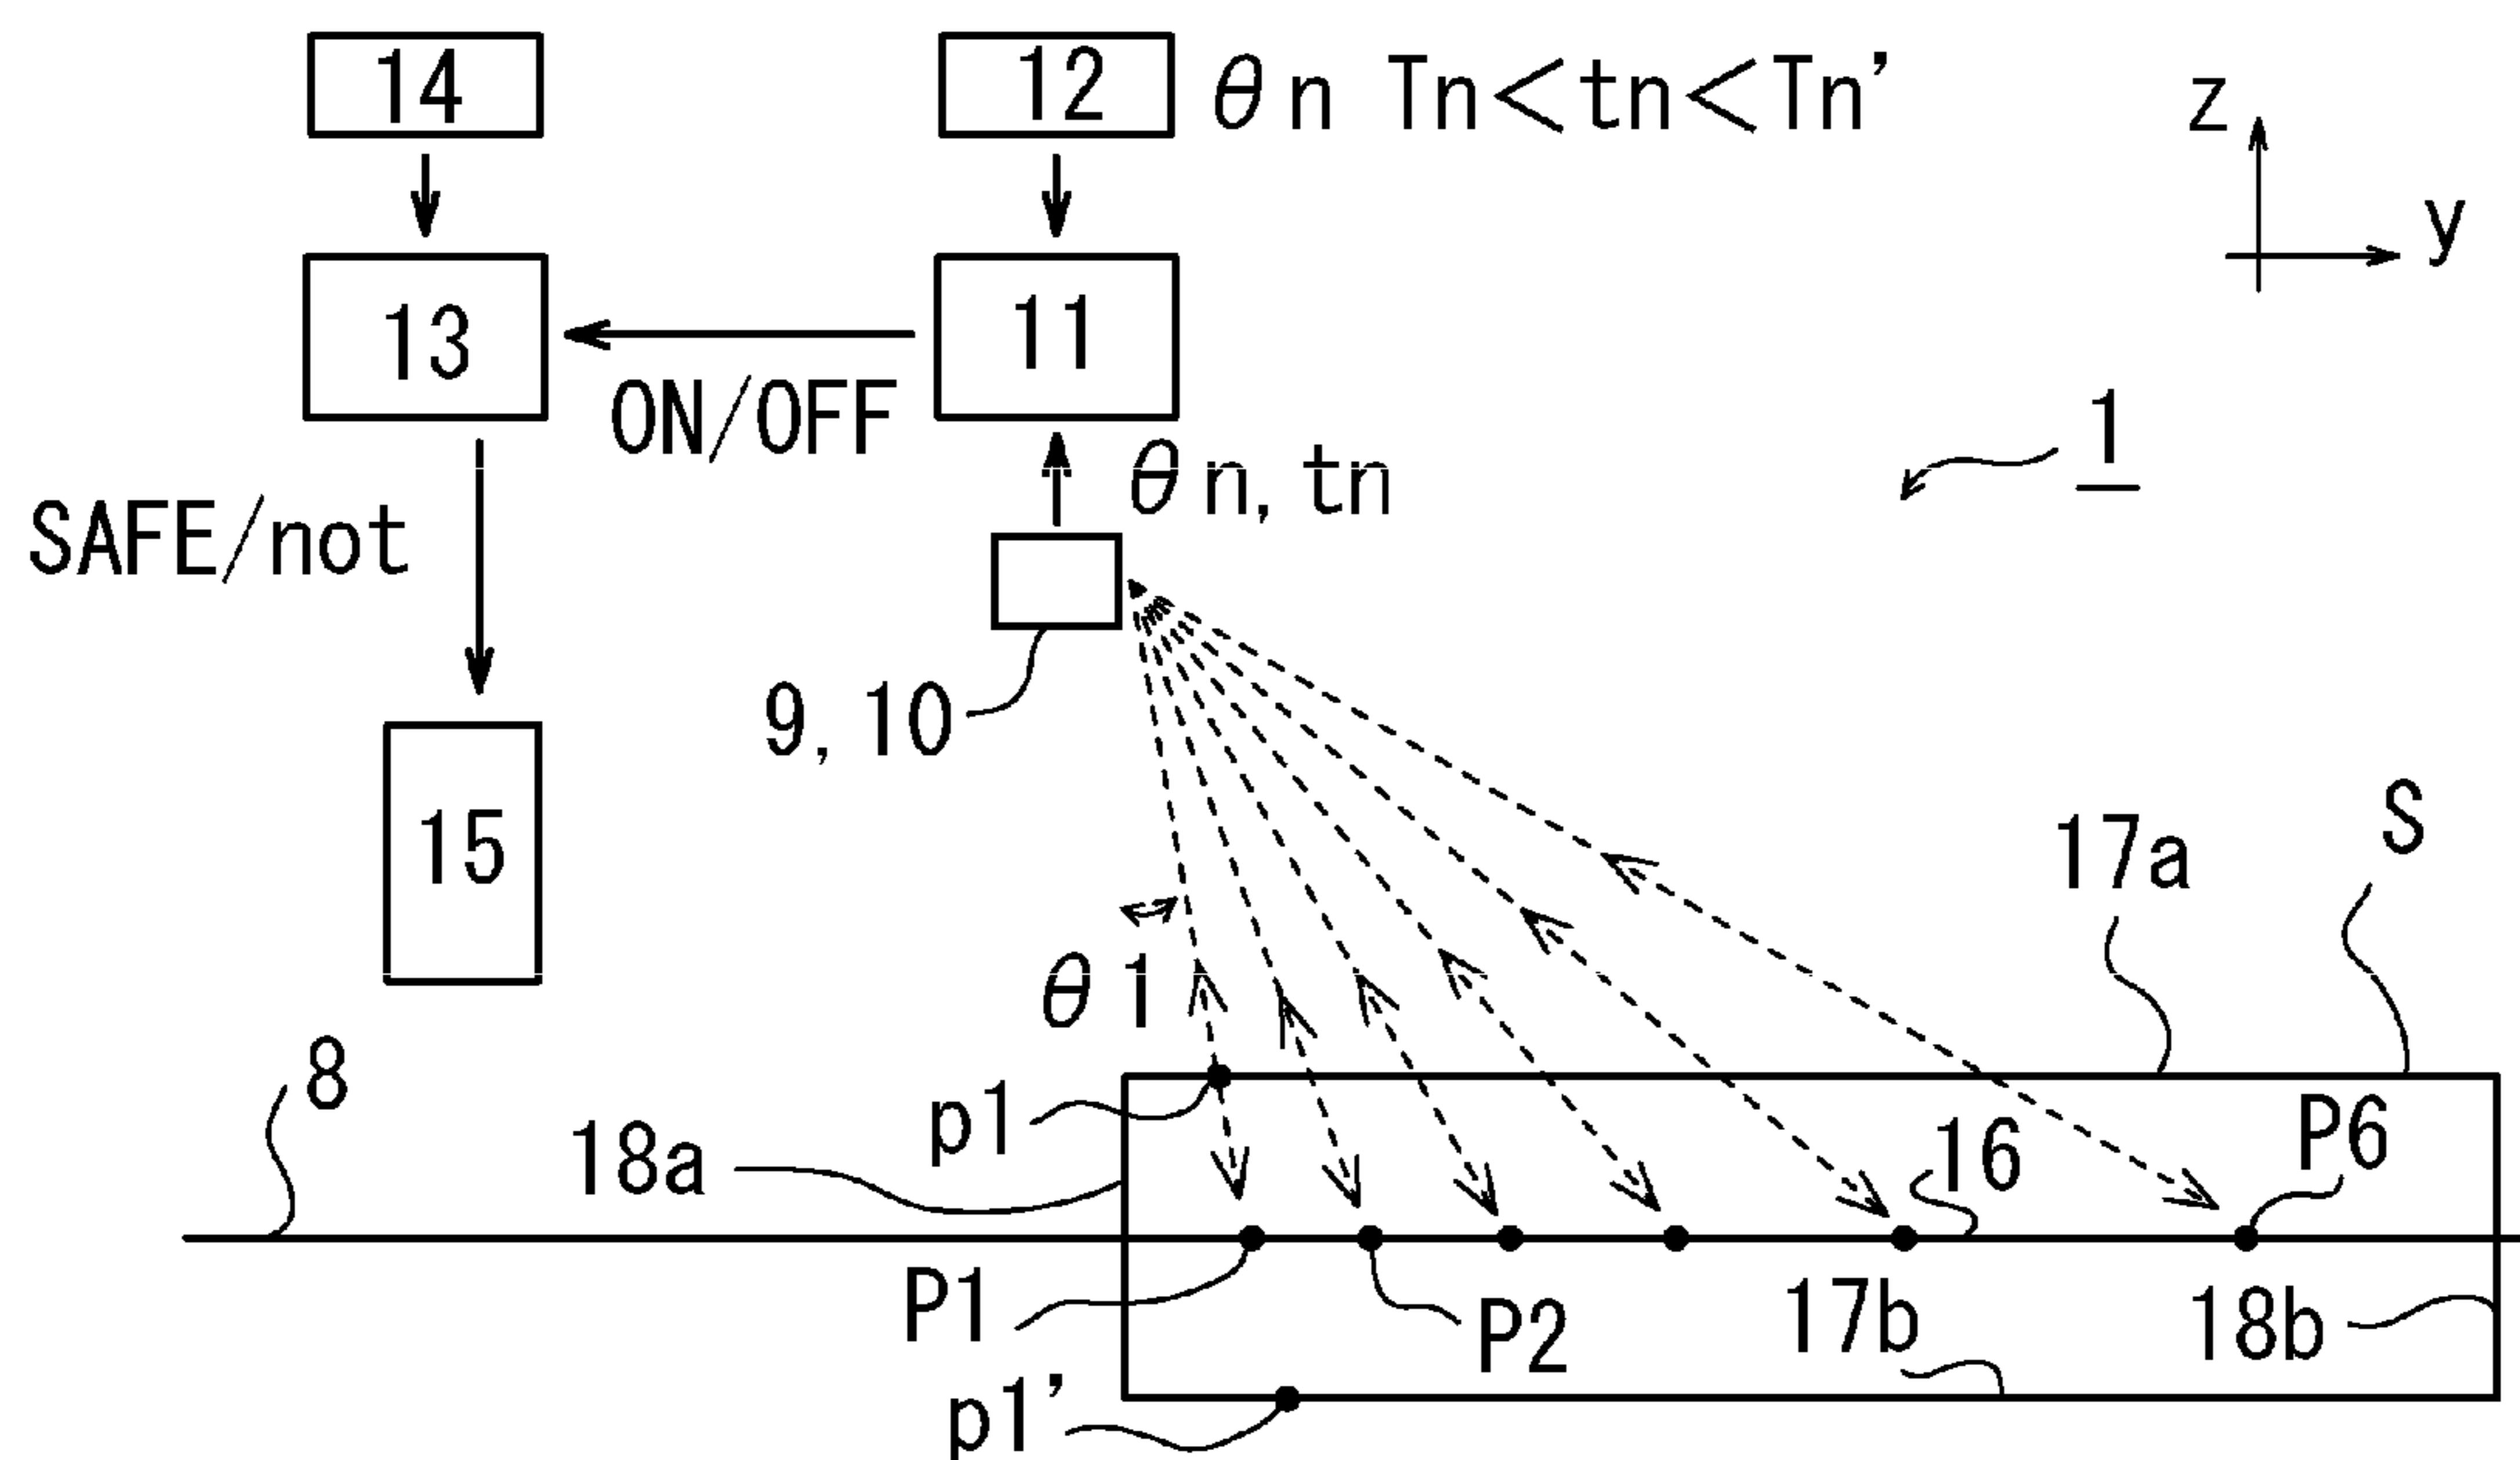 14
12 θn Tn<tn<Tn'
z
y
13
11
ON/OFF
1
θn, tn
SAFE/not
9, 10
15
17a
S
θ1
8
p1
18a
16
P6
P1
P2
17b
18b
p1'